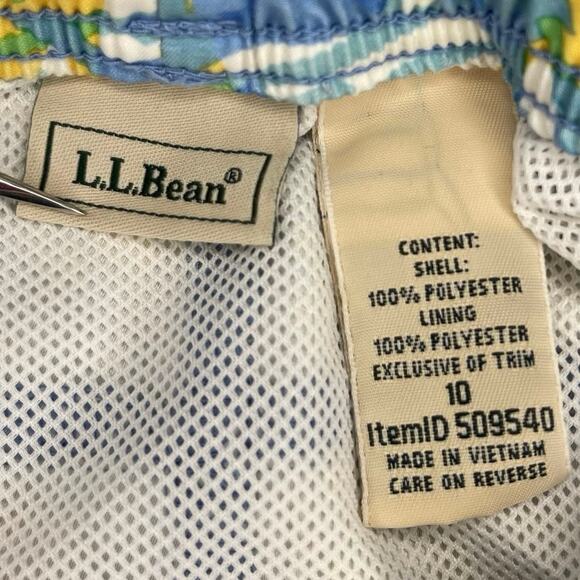 L.L.Bean®
CONTENT:
SHELL:
100% POLYESTER
LINING
100% POLYESTER
EXCLUSIVE OF TRIM
10
ItemID 509540
MADE IN VIETNAM
CARE ON REVERSE